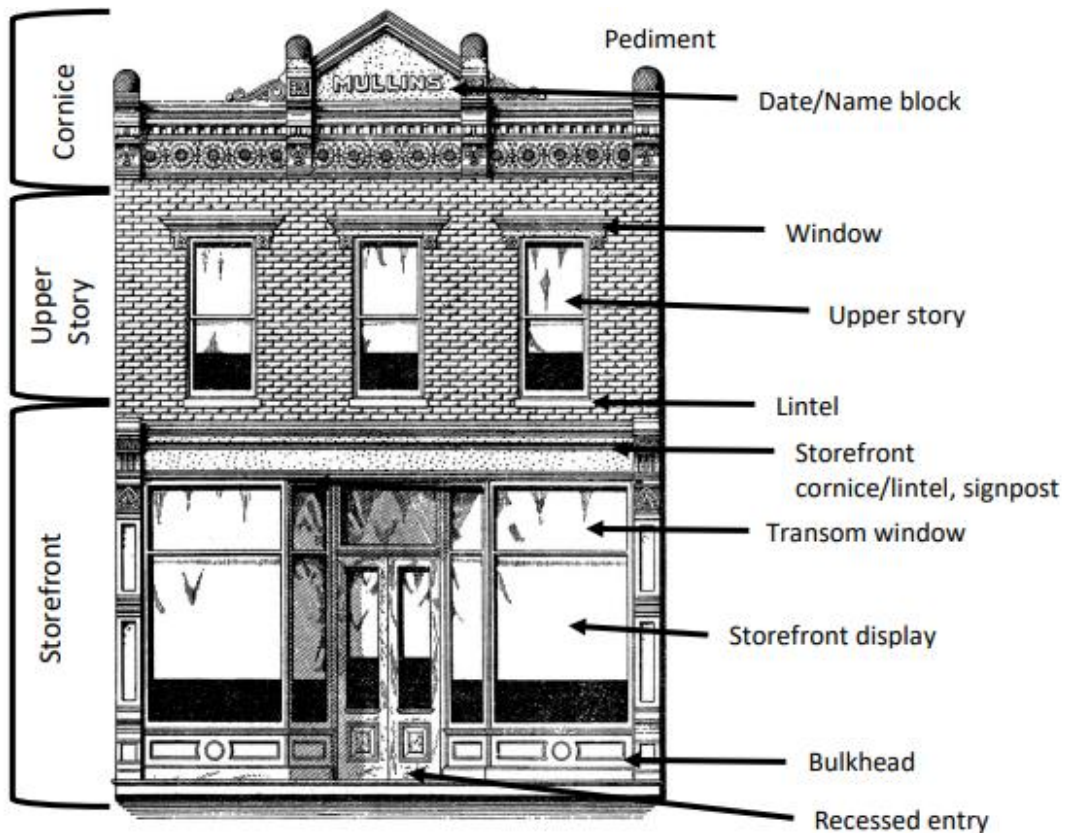 Pediment
MULLINS
Date/Name block
Cornice
Window
Upper
Story
Upper story
Lintel
Storefront
cornice/lintel, signpost
Transom window
Storefront
Storefront display
Bulkhead
Recessed entry